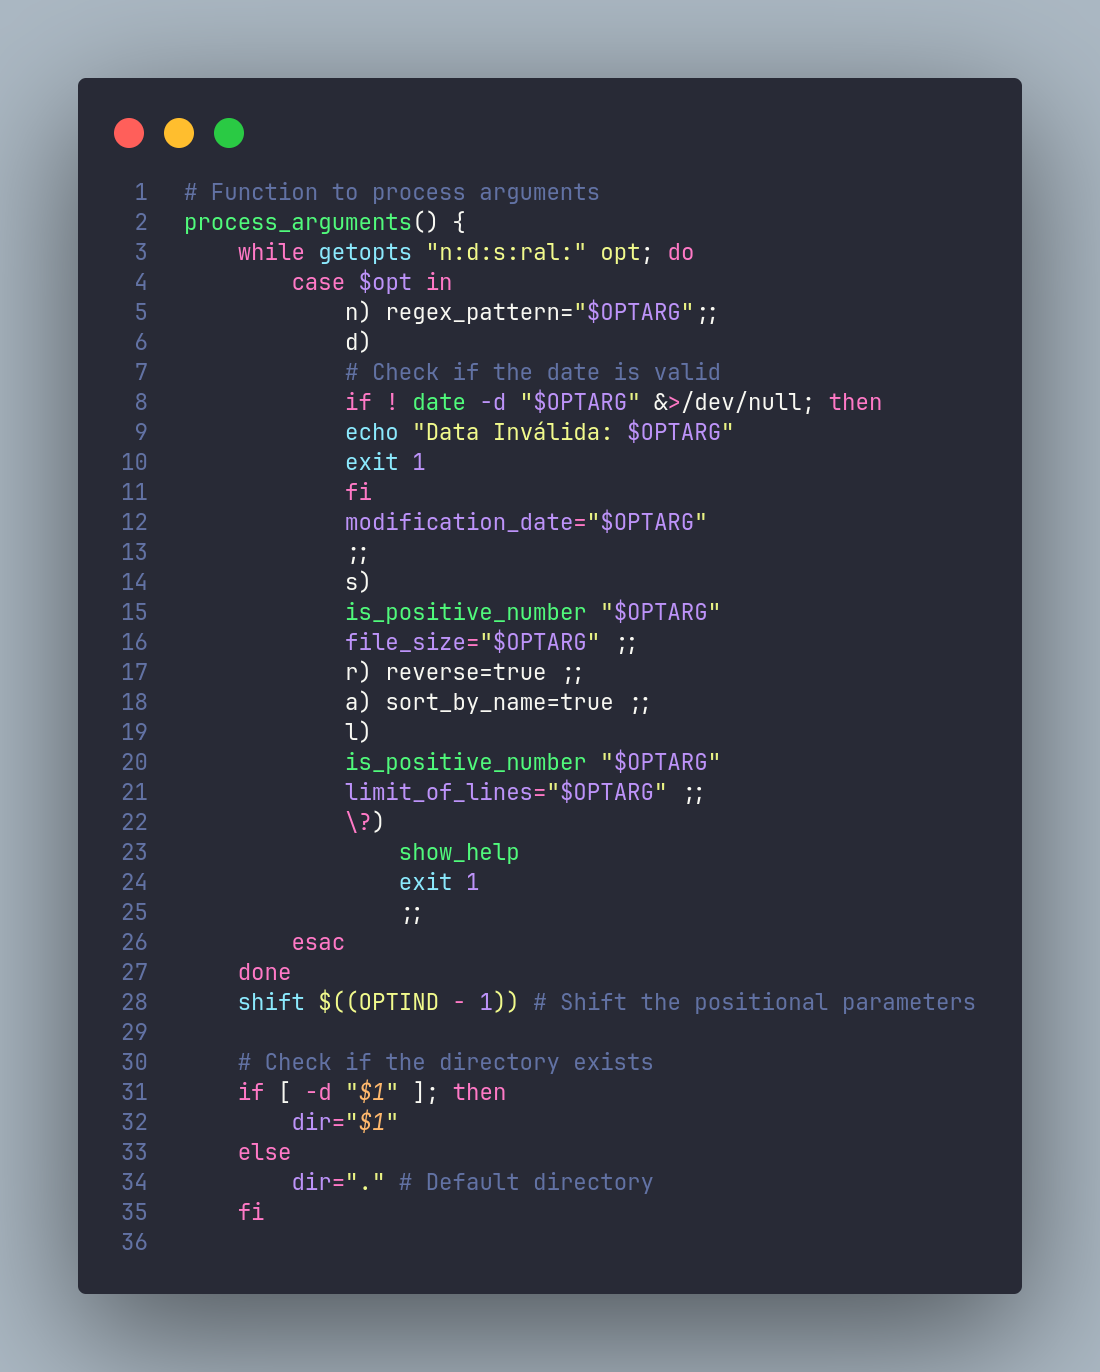 1 # Function to process arguments
2 process_arguments() {
3     while getopts "n:d:s:ral:" opt; do
4         case $opt in
5             n) regex_pattern="$OPTARG";;
6             d)
7             # Check if the date is valid
8             if ! date -d "$OPTARG" &>/dev/null; then
9             echo "Data Inválida: $OPTARG"
10             exit 1
11             fi
12             modification_date="$OPTARG"
13             ;;
14             s)
15             is_positive_number "$OPTARG"
16             file_size="$OPTARG" ;;
17             r) reverse=true ;;
18             a) sort_by_name=true ;;
19             l)
20             is_positive_number "$OPTARG"
21             limit_of_lines="$OPTARG" ;;
22             \?)
23                 show_help
24                 exit 1
25                 ;;
26         esac
27     done
28     shift $((OPTIND - 1)) # Shift the positional parameters
29
30     # Check if the directory exists
31     if [ -d "$1" ]; then
32         dir="$1"
33     else
34         dir="." # Default directory
35     fi
36